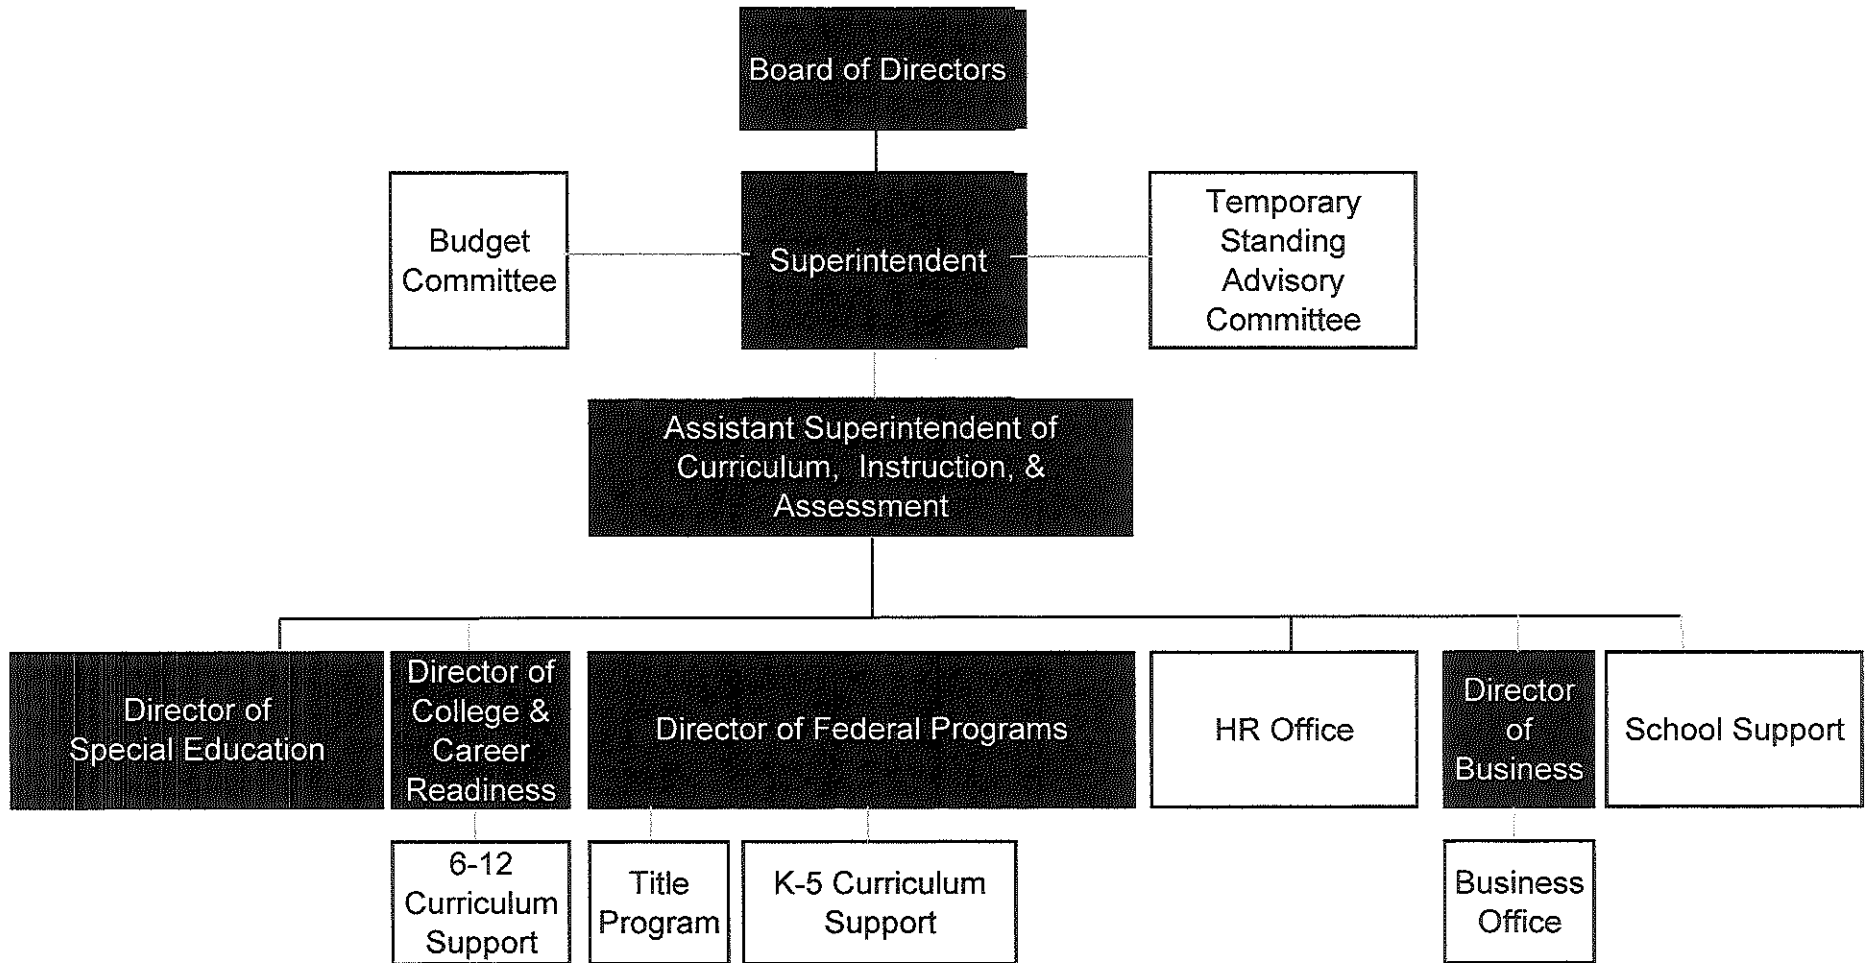 Board of Directors
Budget
Committee
Superintendent
Temporary
Standing
Advisory
Committee
Assistant Superintendent of
Curriculum, Instruction, &
Assessment
Director of
Special Education
Director of
College &
Career
Readiness
Director of Federal Programs
HR Office
Director
of
Business
School Support
6-12
Curriculum
Support
Title
Program
K-5 Curriculum
Support
Business
Office